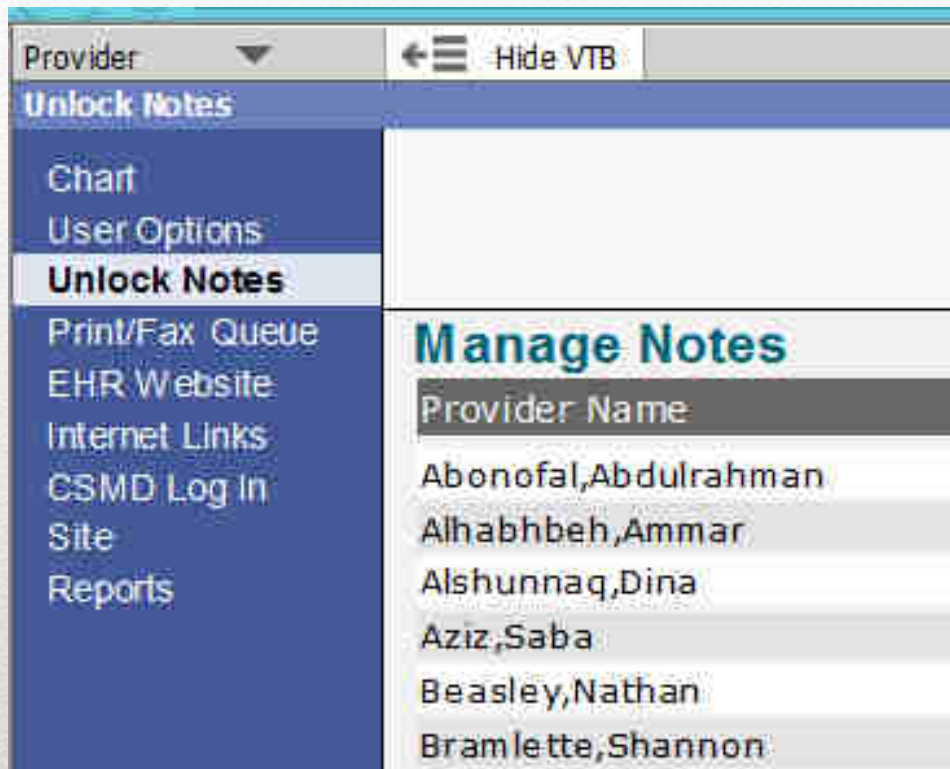 Provider
Hide VTB
Unlock Notes
Chart
User Options
Unlock Notes
Print/Fax Queue
EHR Website
Internet Links
CSMD Log In
Site
Reports
Manage Notes
Provider Name
Abonofal,Abdulrahman
Alhabhbeh,Ammar
Alshunnaq,Dina
Aziz,Saba
Beasley,Nathan
Bramlette,Shannon